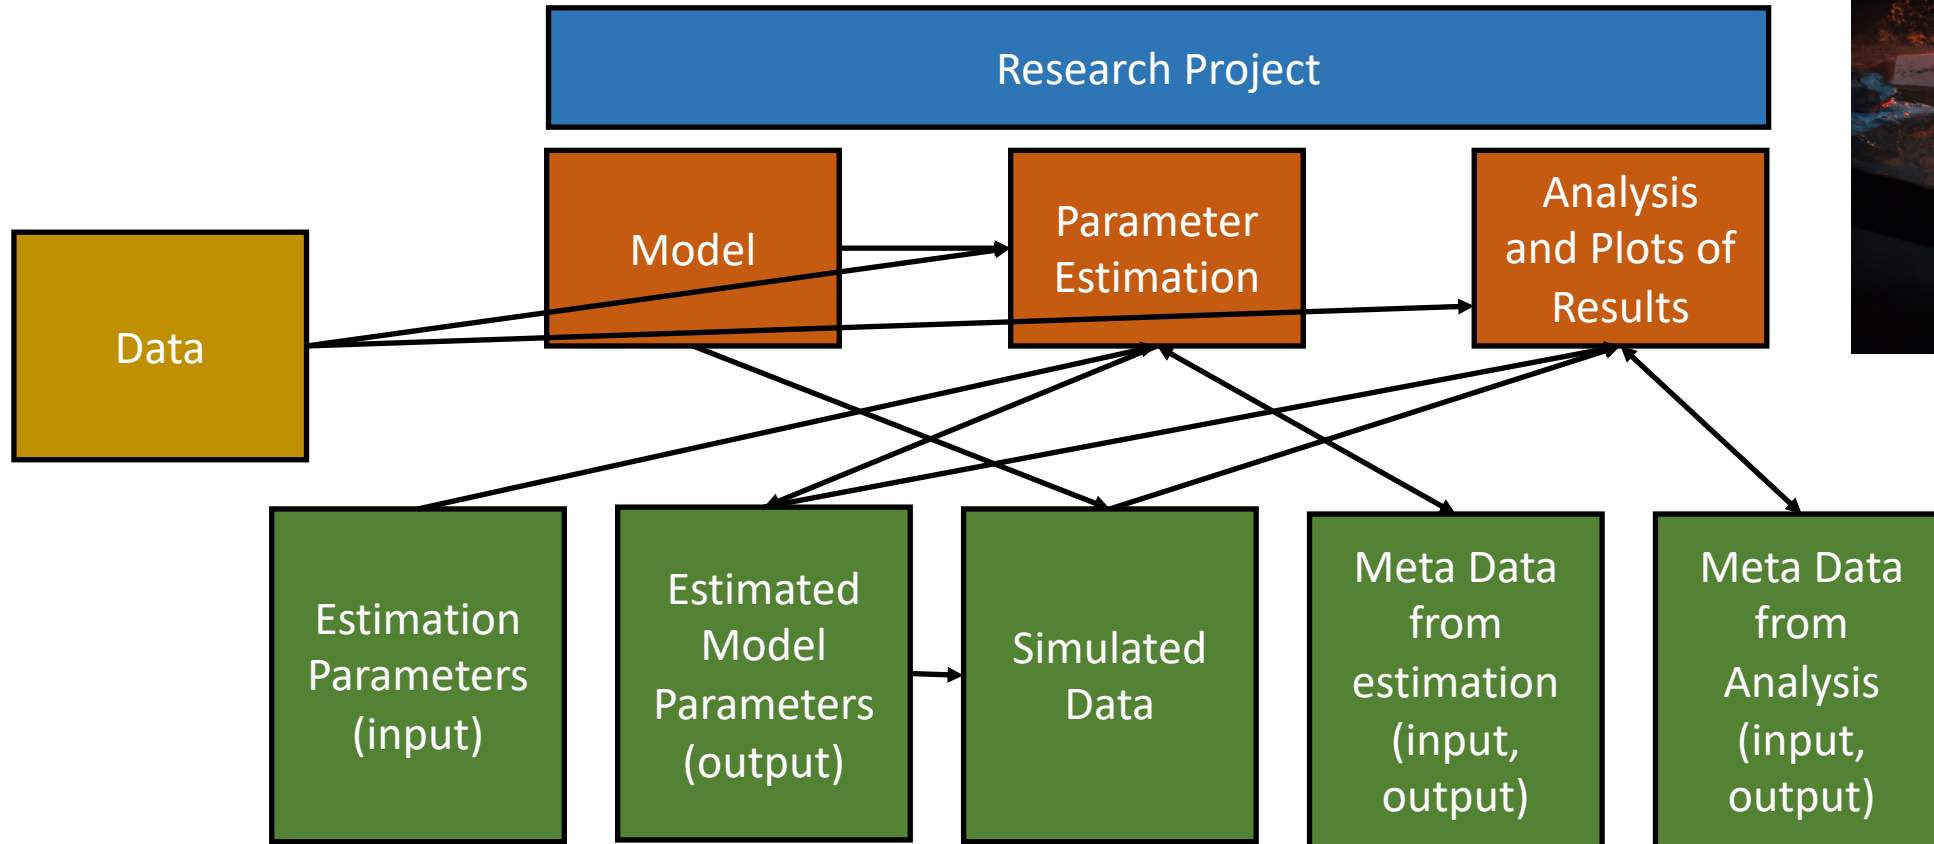 Research Project
Model
Parameter
Estimation
Analysis
and Plots of
Results
Data
Estimation
Parameters
(input)
Estimated
Model
Parameters
(output)
Simulated
Data
Meta Data
from
estimation
(input,
output)
Meta Data
from
Analysis
(input,
output)